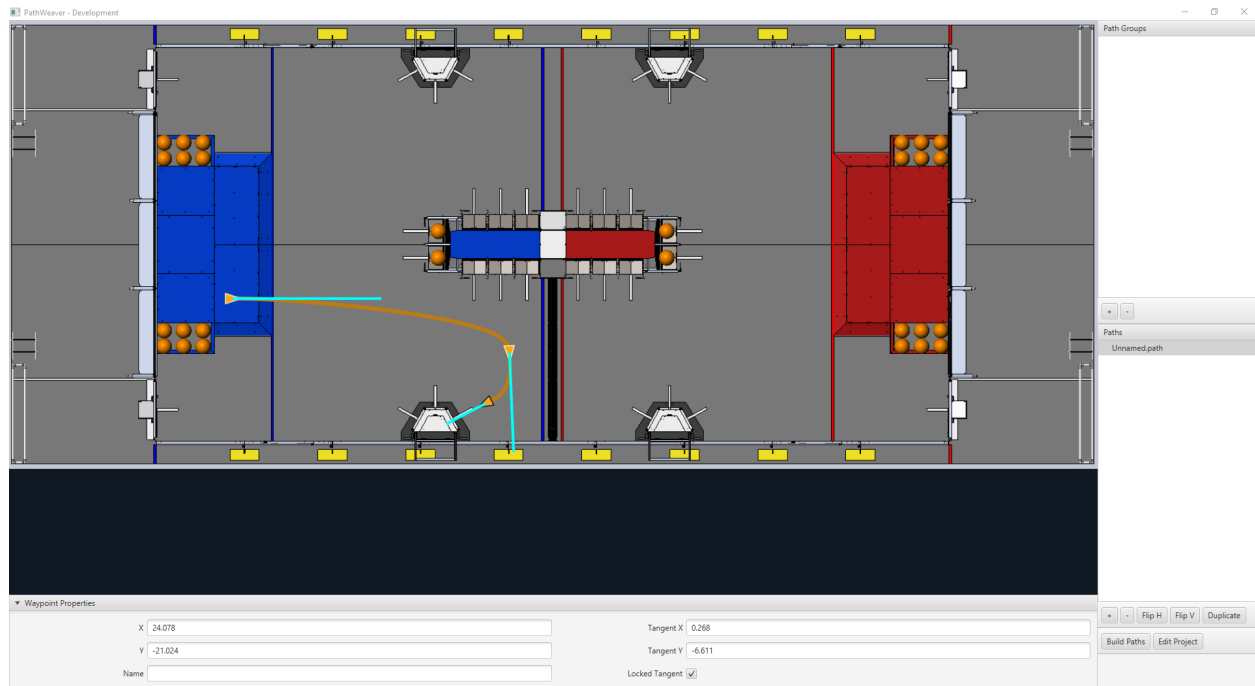 PathWeaver - Development
Path Groups
+ -
Paths
Unnamed.path
Waypoint Properties
X 24.078
Tangent X 0.268
Y -21.024
Tangent Y -6.611
Name
Locked Tangent
+ - Flip H Flip V Duplicate
Build Paths Edit Project